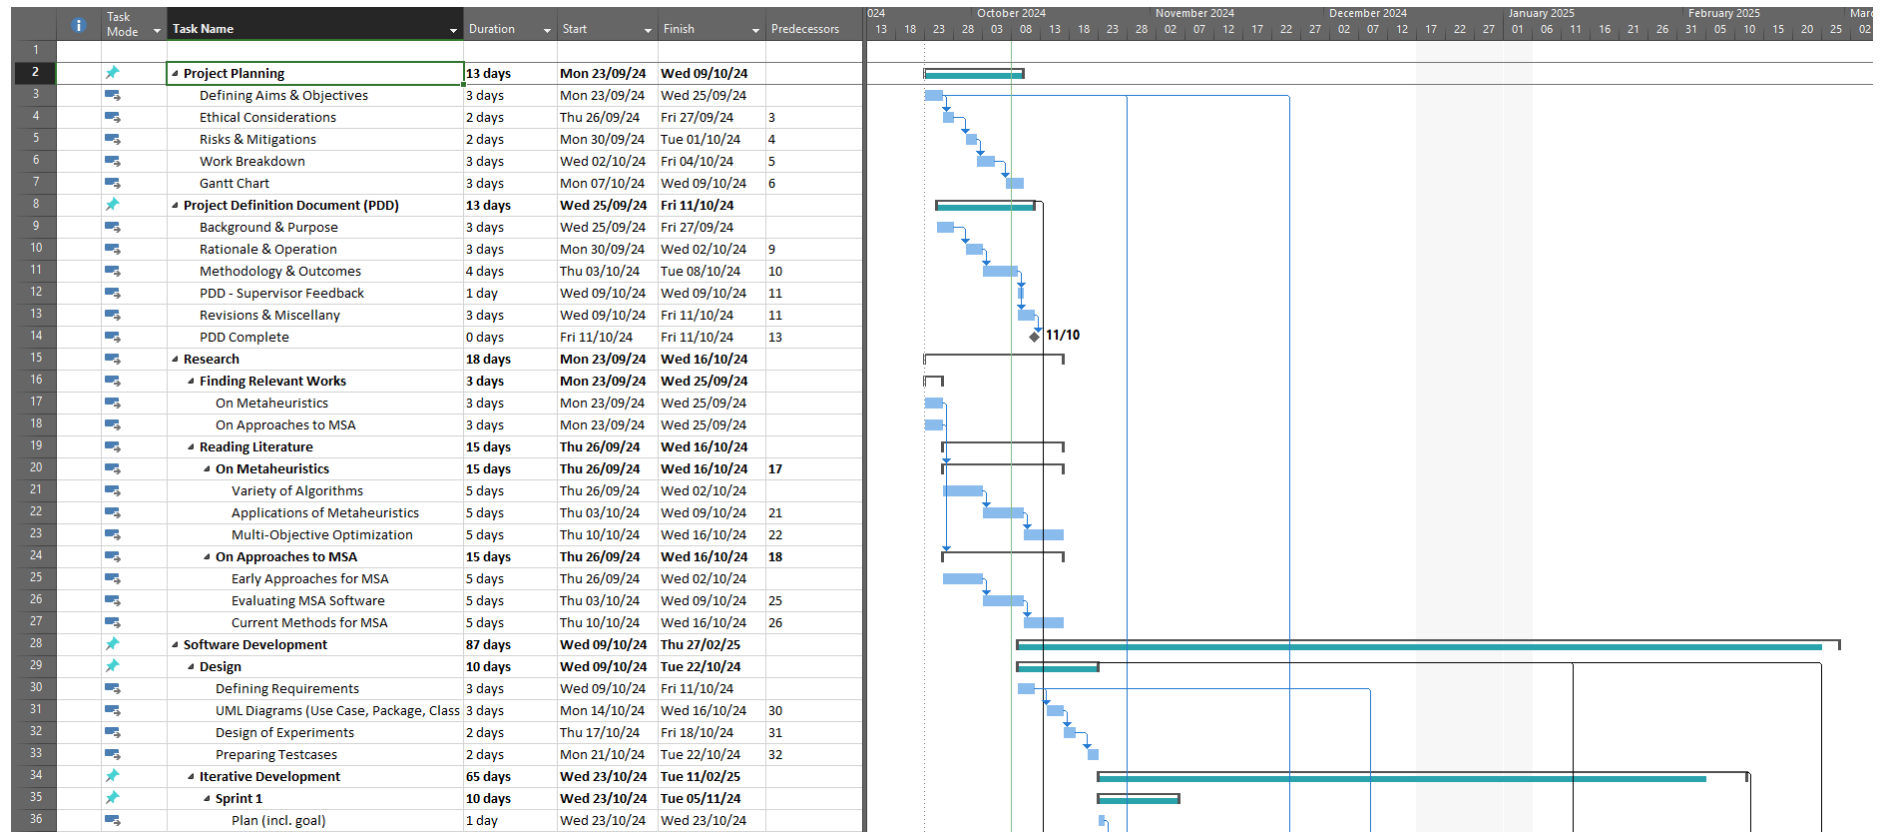 Task Mode Task Name Duration Start Finish Predecessors
024 October 2024 November 2024 December 2024 January 2025 February 2025 Marc
13 18 23 28 03 08 13 18 23 28 02 07 12 17 22 27 02 07 12 17 22 27 01 06 11 16 21 26 31 05 10 15 20 25 02
1
2 Project Planning 13 days Mon 23/09/24 Wed 09/10/24
3 Defining Aims & Objectives 3 days Mon 23/09/24 Wed 25/09/24
4 Ethical Considerations 2 days Thu 26/09/24 Fri 27/09/24 3
5 Risks & Mitigations 2 days Mon 30/09/24 Tue 01/10/24 4
6 Work Breakdown 3 days Wed 02/10/24 Fri 04/10/24 5
7 Gantt Chart 3 days Mon 07/10/24 Wed 09/10/24 6
8 Project Definition Document (PDD) 13 days Wed 25/09/24 Fri 11/10/24
9 Background & Purpose 3 days Wed 25/09/24 Fri 27/09/24
10 Rationale & Operation 3 days Mon 30/09/24 Wed 02/10/24 9
11 Methodology & Outcomes 4 days Thu 03/10/24 Tue 08/10/24 10
12 PDD - Supervisor Feedback 1 day Wed 09/10/24 Wed 09/10/24 11
13 Revisions & Miscellany 3 days Wed 09/10/24 Fri 11/10/24 11
14 PDD Complete 0 days Fri 11/10/24 Fri 11/10/24 13 11/10
15 Research 18 days Mon 23/09/24 Wed 16/10/24
16 Finding Relevant Works 3 days Mon 23/09/24 Wed 25/09/24
17 On Metaheuristics 3 days Mon 23/09/24 Wed 25/09/24
18 On Approaches to MSA 3 days Mon 23/09/24 Wed 25/09/24
19 Reading Literature 15 days Thu 26/09/24 Wed 16/10/24
20 On Metaheuristics 15 days Thu 26/09/24 Wed 16/10/24 17
21 Variety of Algorithms 5 days Thu 26/09/24 Wed 02/10/24
22 Applications of Metaheuristics 5 days Thu 03/10/24 Wed 09/10/24 21
23 Multi-Objective Optimization 5 days Thu 10/10/24 Wed 16/10/24 22
24 On Approaches to MSA 15 days Thu 26/09/24 Wed 16/10/24 18
25 Early Approaches for MSA 5 days Thu 26/09/24 Wed 02/10/24
26 Evaluating MSA Software 5 days Thu 03/10/24 Wed 09/10/24 25
27 Current Methods for MSA 5 days Thu 10/10/24 Wed 16/10/24 26
28 Software Development 87 days Wed 09/10/24 Thu 27/02/25
29 Design 10 days Wed 09/10/24 Tue 22/10/24
30 Defining Requirements 3 days Wed 09/10/24 Fri 11/10/24
31 UML Diagrams (Use Case, Package, Class 3 days Mon 14/10/24 Wed 16/10/24 30
32 Design of Experiments 2 days Thu 17/10/24 Fri 18/10/24 31
33 Preparing Testcases 2 days Mon 21/10/24 Tue 22/10/24 32
34 Iterative Development 65 days Wed 23/10/24 Tue 11/02/25
35 Sprint 1 10 days Wed 23/10/24 Tue 05/11/24
36 Plan (incl. goal) 1 day Wed 23/10/24 Wed 23/10/24